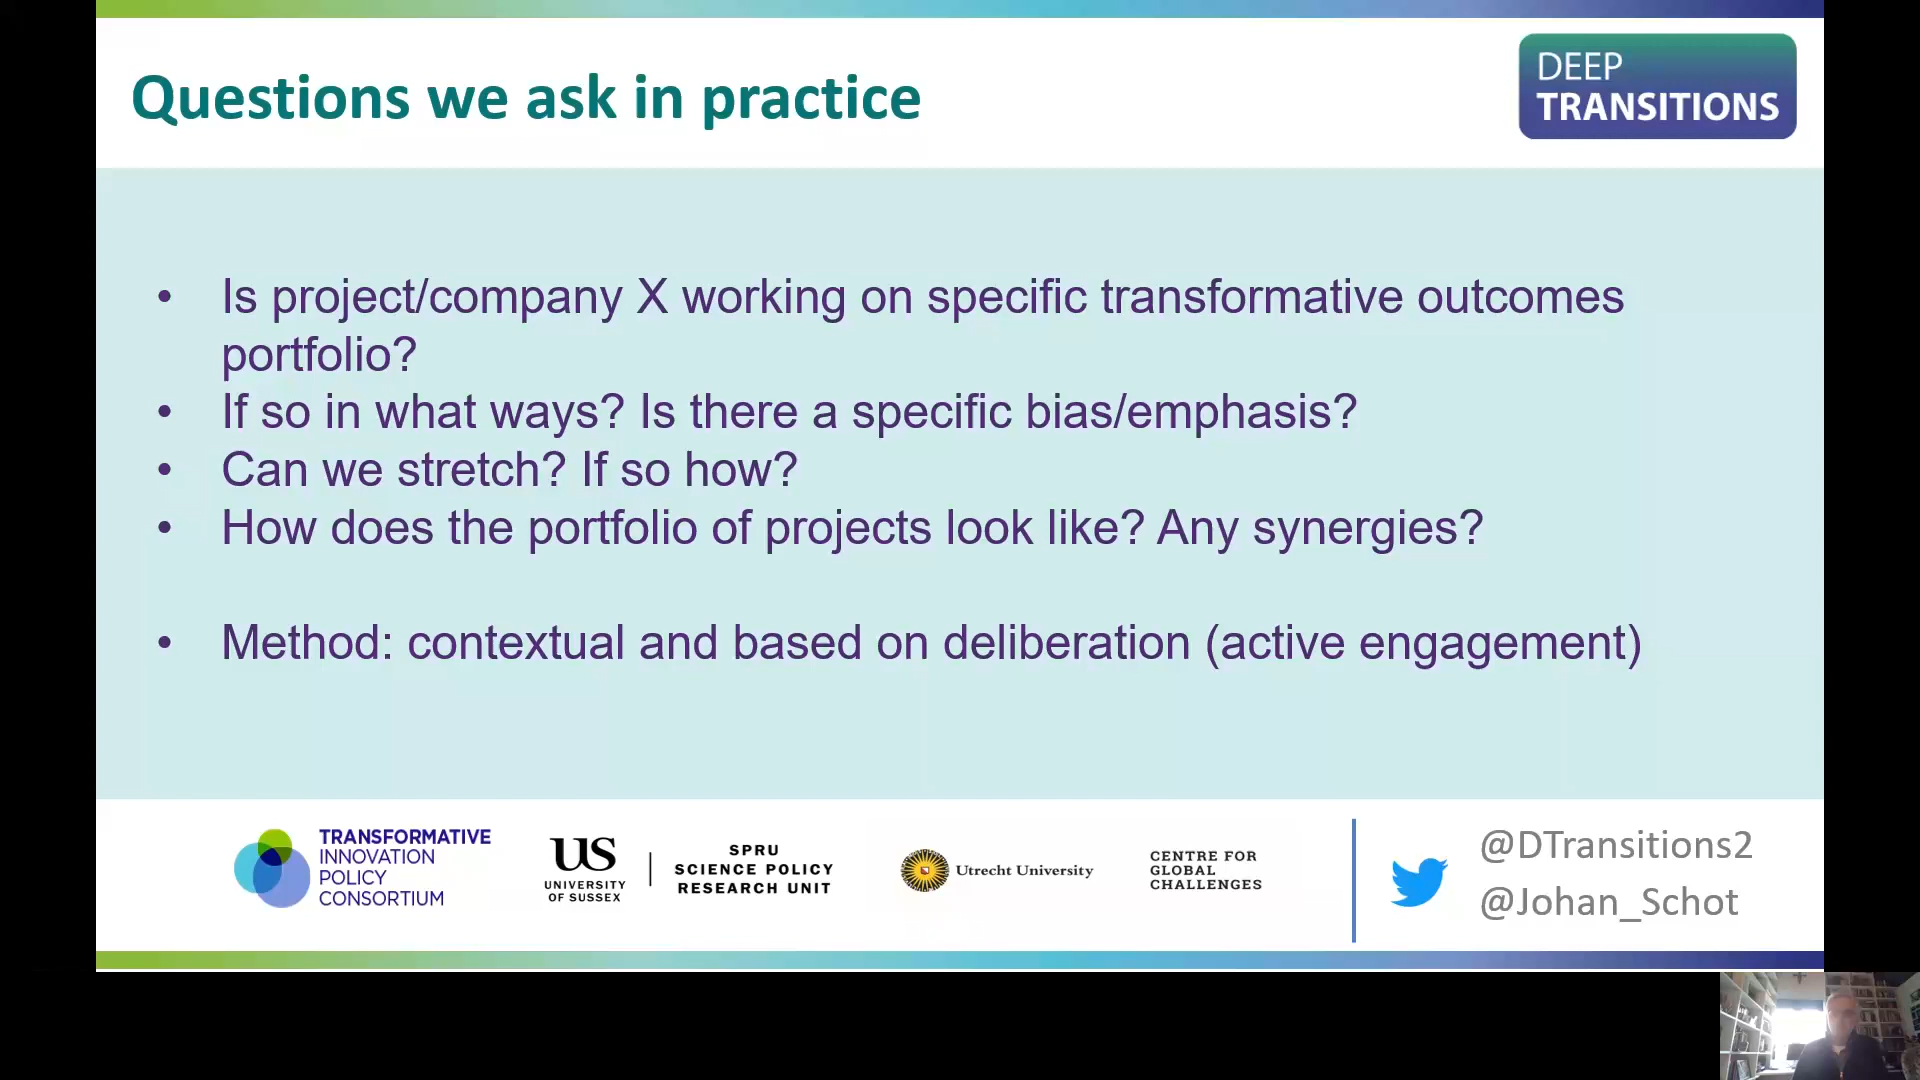 Questions we ask in practice
DEEP
TRANSITIONS
• Is project/company X working on specific transformative outcomes
portfolio?
• If so in what ways? Is there a specific bias/emphasis?
• Can we stretch? If so how?
• How does the portfolio of projects look like? Any synergies?
• Method: contextual and based on deliberation (active engagement)
TRANSFORMATIVE
INNOVATION
POLICY
CONSORTIUM
US
UNIVERSITY
OF SUSSEX
SPRU
SCIENCE POLICY
RESEARCH UNIT
Utrecht University
CENTRE FOR
GLOBAL
CHALLENGES
@DTransitions2
@Johan_Schot